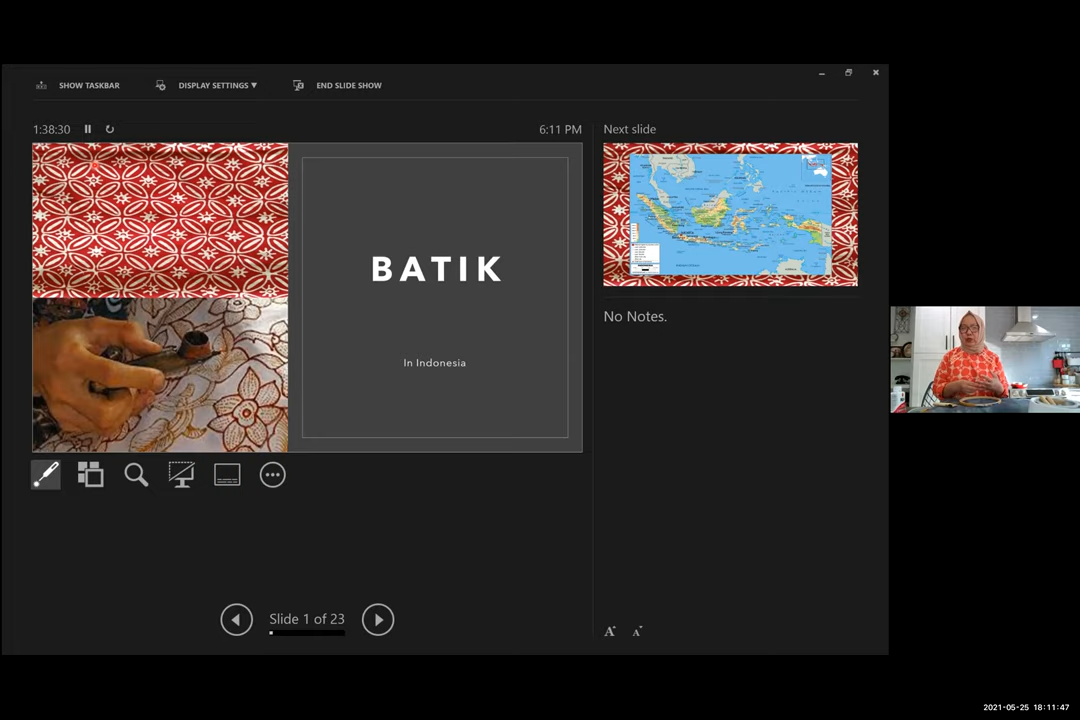 SHOW TASKBAR
DISPLAY SETTINGS ▼
END SLIDE SHOW
1:38:30
6:11 PM
Next slide
BATIK
In Indonesia
No Notes.
Slide 1 of 23
A
A
2021-05-25 18:11:47